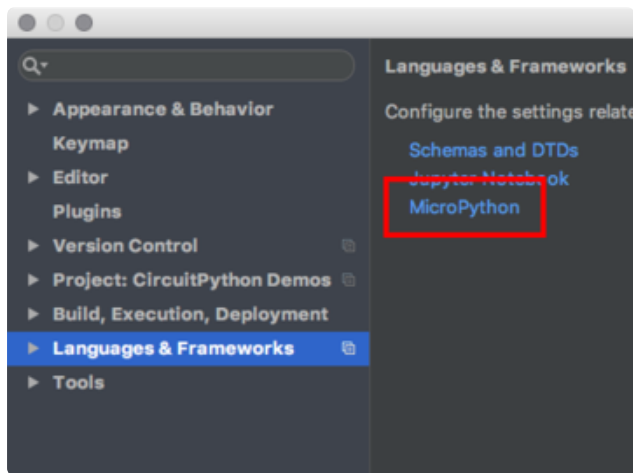 Appearance & Behavior
Keymap
Editor
Plugins
Version Control
Project: CircuitPython Demos
Build, Execution, Deployment
Languages & Frameworks
Tools
Languages & Frameworks
Configure the settings relate
Schemas and DTDs
Jupyter Notebook
MicroPython